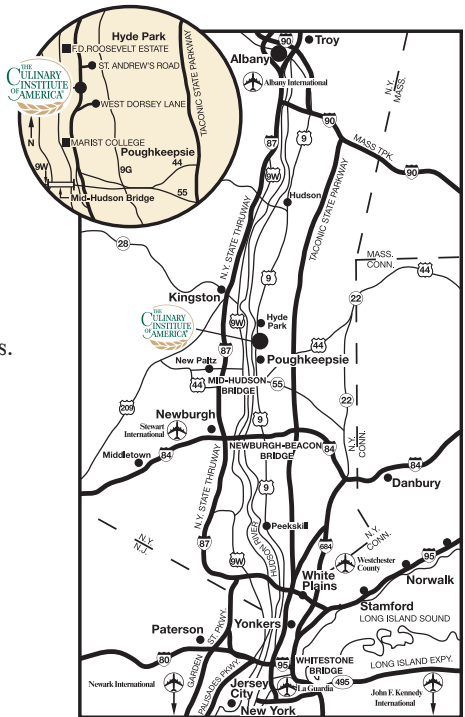 Hyde Park
F.D. ROOSEVELT ESTATE
ST. ANDREW'S ROAD
THE
CULINARY
INSTITUTE
OF
AMERICA®
WEST DORSEY LANE
TACONIC STATE PARKWAY
N
MARIST COLLEGE
Poughkeepsie
9W
9G
44
55
Mid-Hudson Bridge
s.
90
Troy
Albany
Albany International
N.Y.
MASS.
87
9
90
MASS TPK.
90
9W
Hudson
N.Y. STATE THRUWAY
TACONIC STATE PARKWAY
28
MASS.
CONN.
44
22
9
Kingston
THE
CULINARY
INSTITUTE
OF
AMERICA®
9W
Hyde
Park
87
44
Poughkeepsie
New Paltz
MID-HUDSON
BRIDGE
44
55
209
22
Newburgh
Stewart
International
N.Y.
CONN.
NEWBURGH-BEACON
BRIDGE
84
Middletown
84
84
Danbury
N.Y. STATE THRUWAY
9
HUDSON RIVER
Peekskill
N.Y.
N.J.
87
9W
684
N.Y.
CONN.
Westchester
County
95
White
Plains
Norwalk
Stamford
LONG ISLAND SOUND
Paterson
Yonkers
GARDEN ST. PKWY.
PALISADES PKWY.
80
95
WHITESTONE
BRIDGE
LONG ISLAND EXPY.
495
Newark International
Jersey
City
La Guardia
John F. Kennedy
International
New York